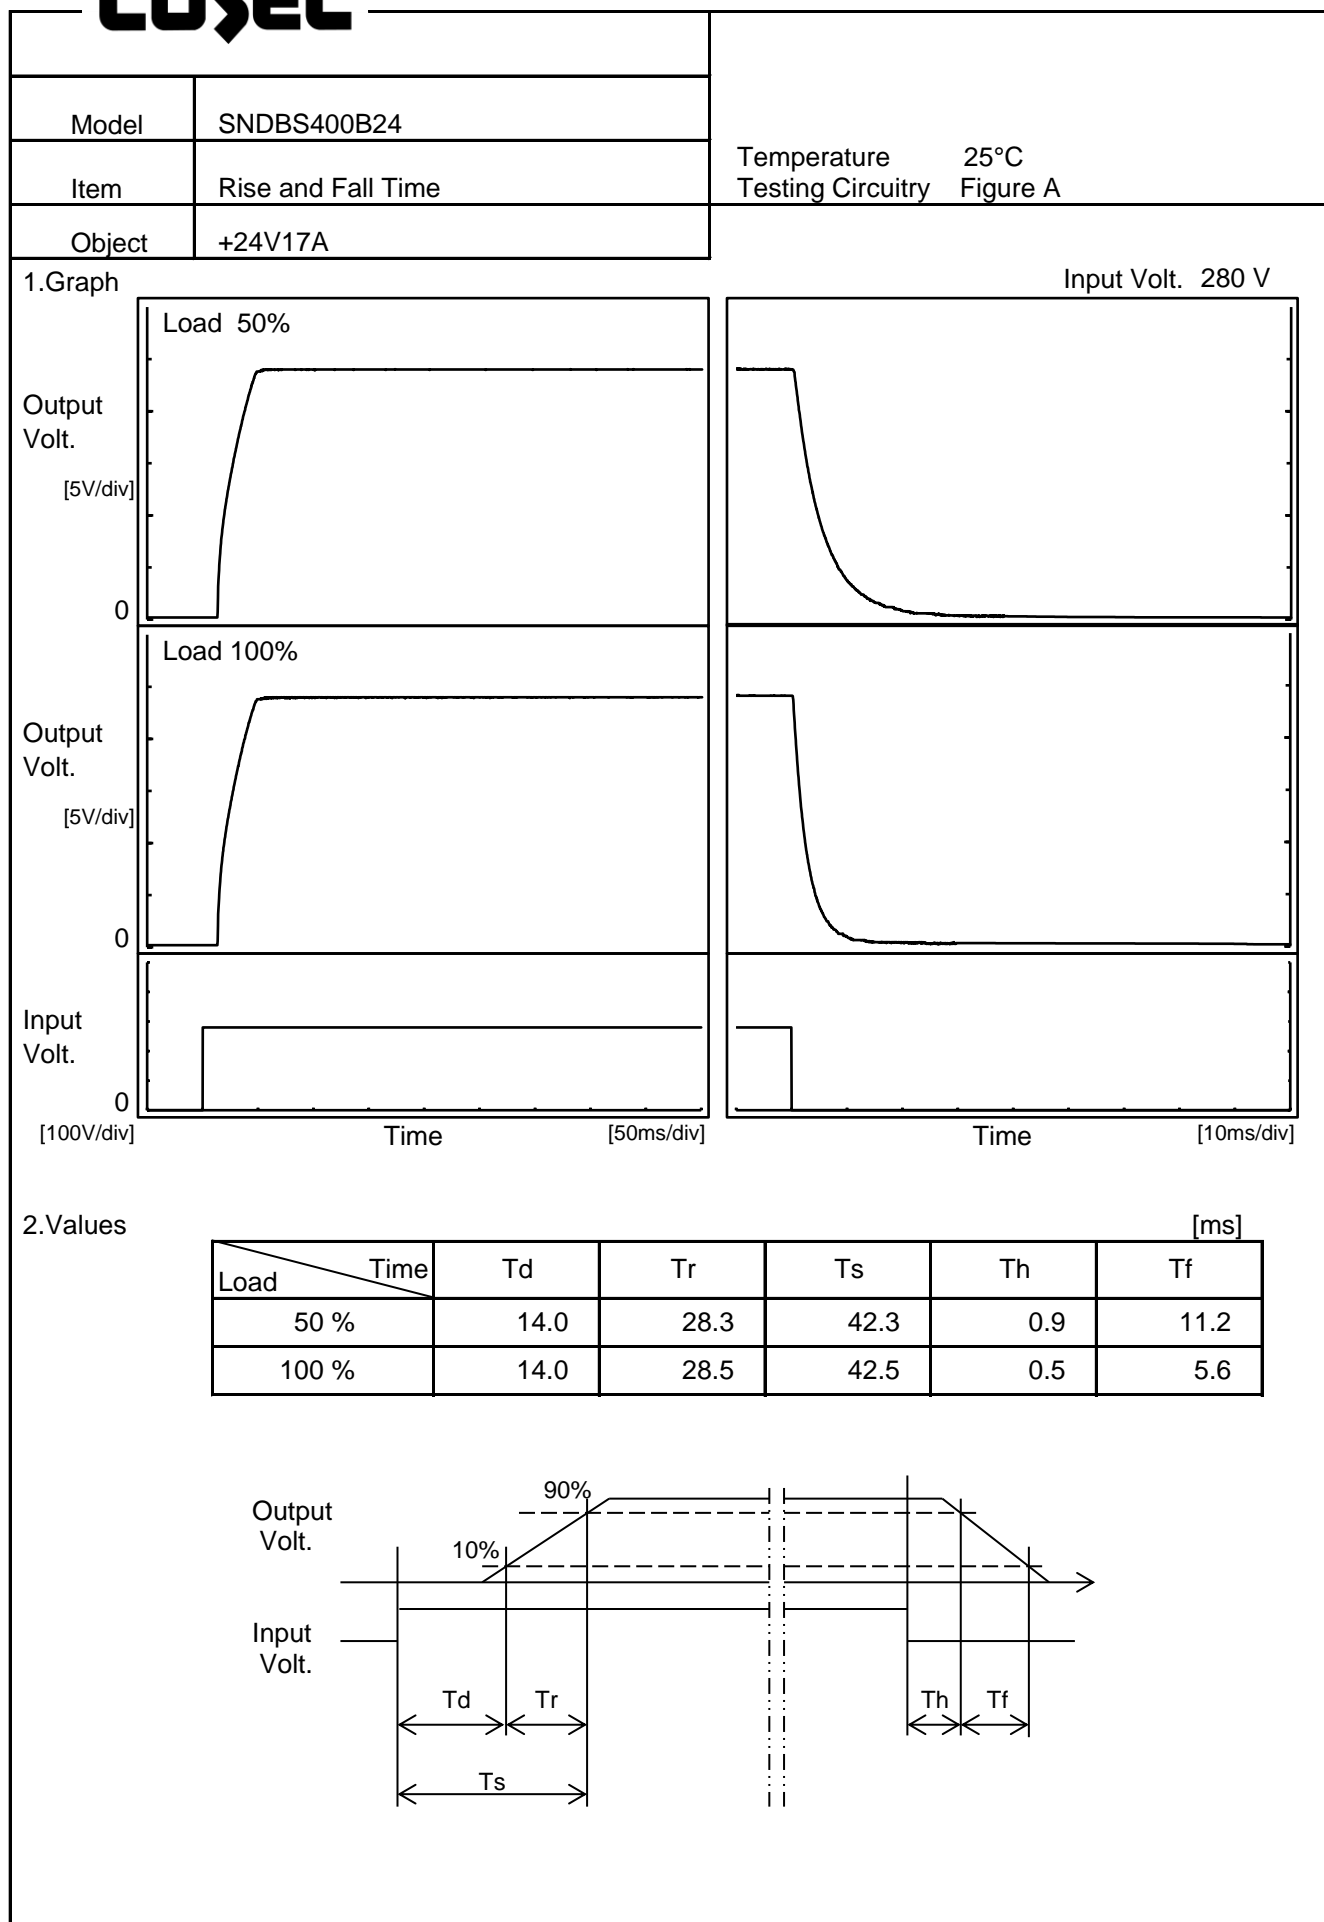 COSEL
Model SNDBS400B24
Item Rise and Fall Time
Temperature 25°C
Testing Circuitry Figure A
Object +24V17A
1.Graph
Input Volt. 280 V
Load 50%
Output
Volt.
[5V/div]
0
Load 100%
Output
Volt.
[5V/div]
0
Input
Volt.
0
[100V/div] Time [50ms/div]
Time [10ms/div]
2.Values [ms]
Load Time Td Tr Ts Th Tf
50 % 14.0 28.3 42.3 0.9 11.2
100 % 14.0 28.5 42.5 0.5 5.6
90%
Output
Volt.
10%
Input
Volt.
Td Tr Th Tf
Ts